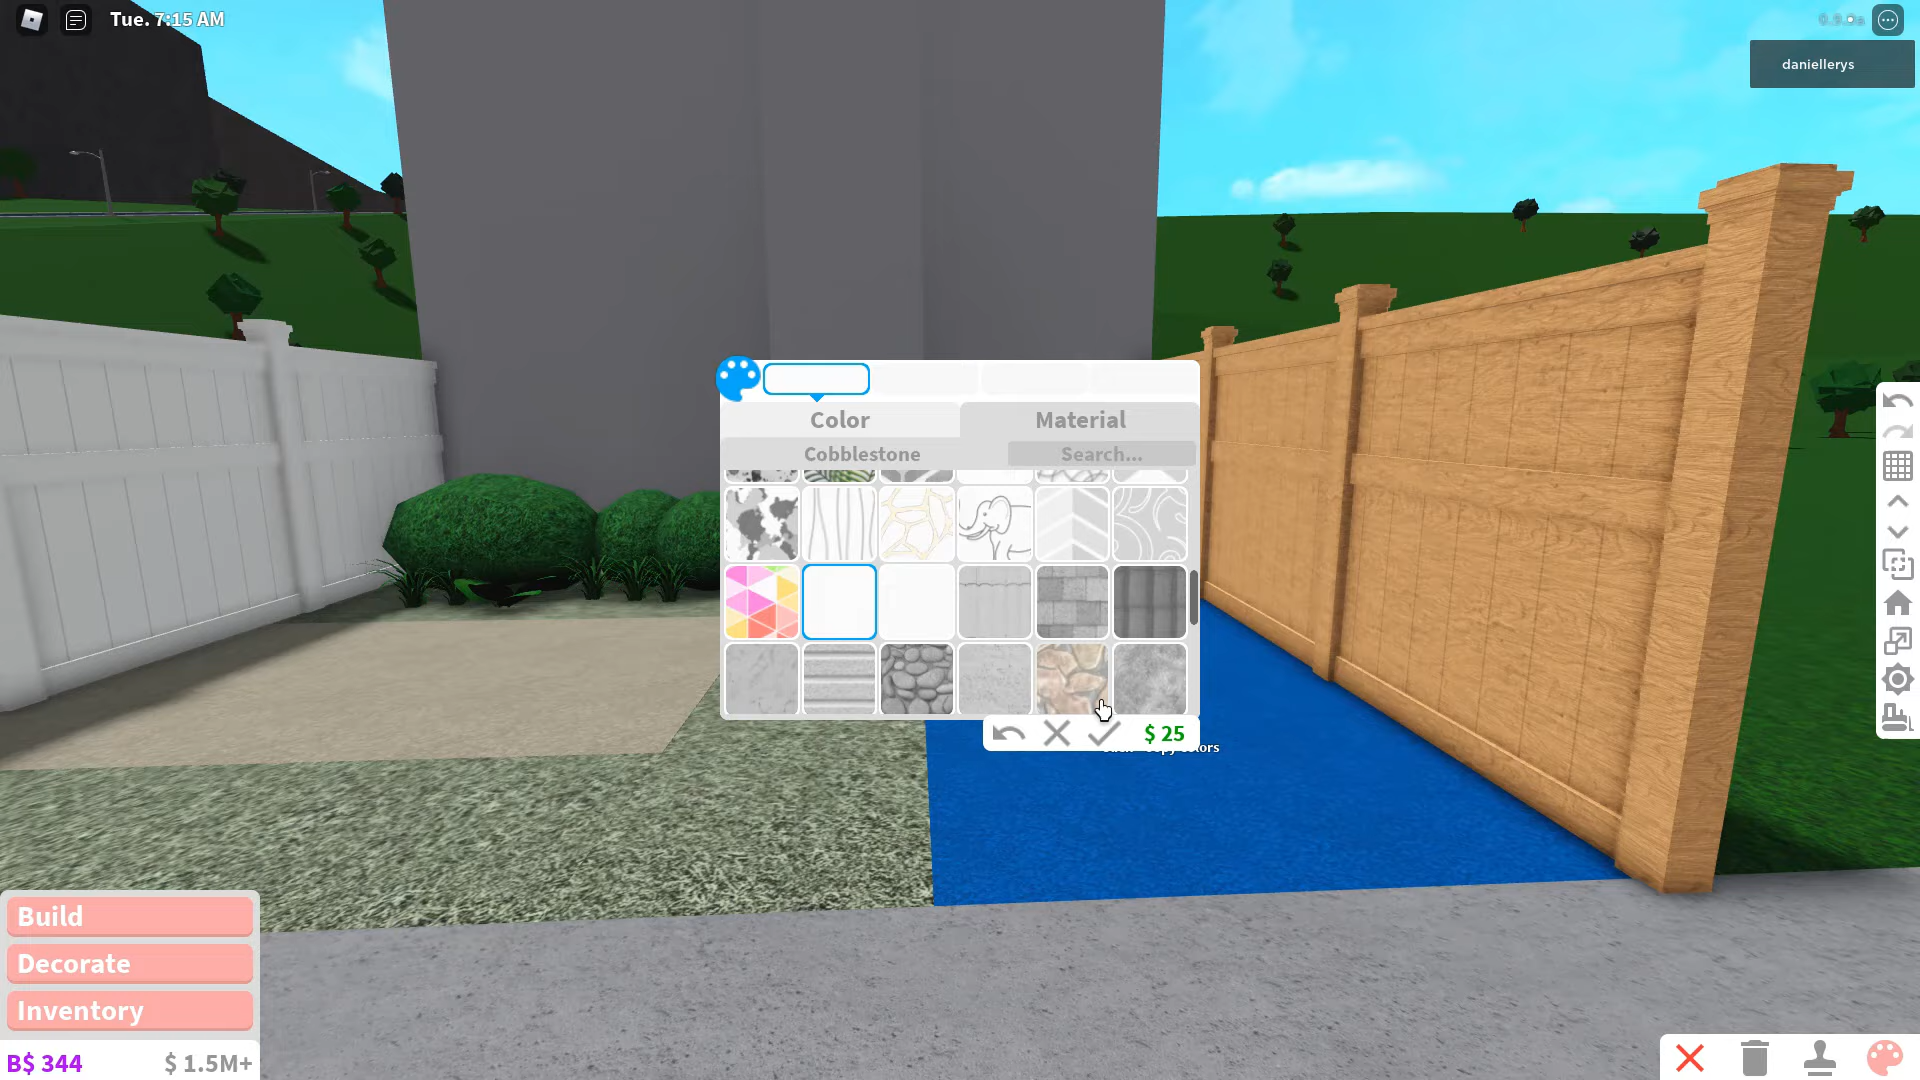 Tue. 7:15 AM
daniellerys
Color
Material
Cobblestone
Search...
$ 25
Build
Decorate
Inventory
B$ 344
$ 1.5M+